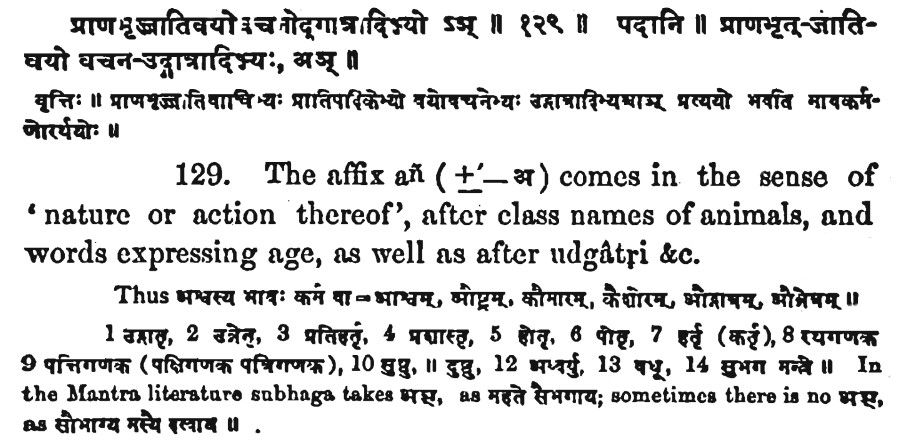 प्राणभृज्जातिवयोवचनोद्गात्रादिभ्यो ऽञ् ॥ १२९ ॥ पदानि ॥ प्राणभृत्-जाति-
वयो वचन-उद्गात्रादिभ्यः, अञ् ॥
वृत्तिः ॥ प्राणभृज्जातिवाचिभ्यः प्रातिपदिकेभ्यो वयोवचनेभ्यः उद्गात्रादिभ्यश्चाञ् प्रत्ययो भवति भावकर्म-
णोरर्थयोः ॥
129. The affix añ ( ±′—अ ) comes in the sense of
‘ nature or action thereof’, after class names of animals, and
words expressing age, as well as after udgâtṛi &c.
Thus अश्वस्य भावः कर्म वा = आश्वम्, औष्ट्रम्, कौमारम्, कैशोरम्, औद्गात्रम्, औन्नेत्रम् ॥
1 उद्गातृ, 2 उन्नेतृ, 3 प्रतिहर्तृ, 4 प्रशास्तृ, 5 होतृ, 6 पोतृ, 7 हर्तृ (कर्तृ), 8 रथगणक
9 पत्तिगणक (पक्षिगणक पत्रिगणक), 10 सुष्ठु, ॥ दुष्ठु, 12 अध्वर्यु, 13 वधू, 14 सुभग मन्त्रे ॥ In
the Mantra literature subhaga takes अञ्, as महते सौभगाय; sometimes there is no अञ्,
as सौभाग्य मस्यै दत्त्वाय ॥ .